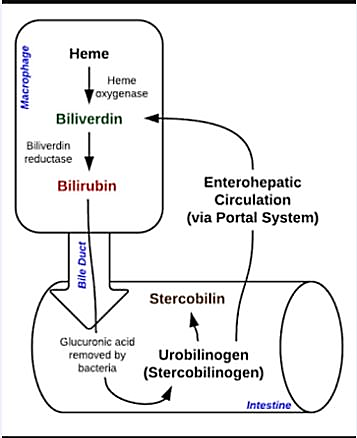 Macrophage
Heme
Heme
oxygenase
Biliverdin
Biliverdin
reductase
Bilirubin
Enterohepatic
Circulation
(via Portal System)
Bile Duct
Stercobilin
Glucuronic acid
removed by
bacteria
Urobilinogen
(Stercobilinogen)
Intestine